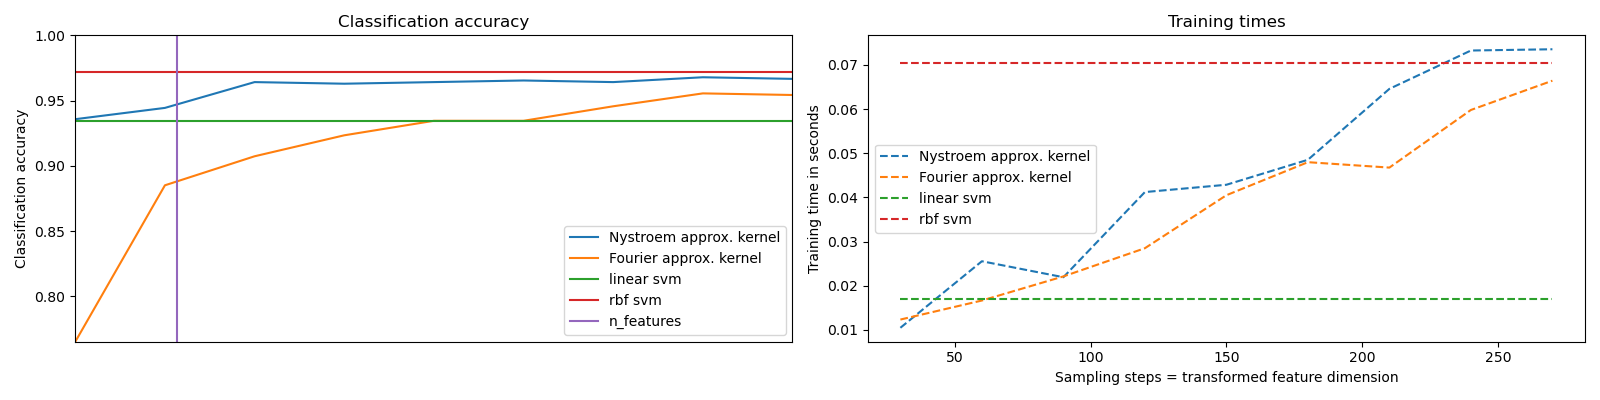 Classification accuracy
Classification accuracy
1.00
0.95
0.90
0.85
0.80
Nystroem approx. kernel
Fourier approx. kernel
linear svm
rbf svm
n_features
Training times
Training time in seconds
0.07
0.06
0.05
0.04
0.03
0.02
0.01
Nystroem approx. kernel
Fourier approx. kernel
linear svm
rbf svm
50 100 150 200 250
Sampling steps = transformed feature dimension